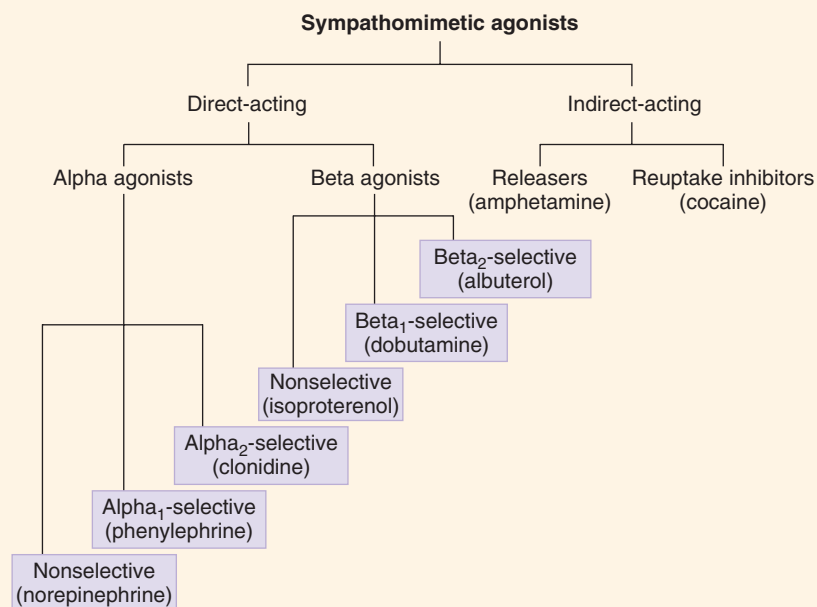 Sympathomimetic agonists
Direct-acting
Indirect-acting
Alpha agonists
Beta agonists
Releasers
(amphetamine)
Reuptake inhibitors
(cocaine)
Beta₂-selective
(albuterol)
Beta₁-selective
(dobutamine)
Nonselective
(isoproterenol)
Alpha₂-selective
(clonidine)
Alpha₁-selective
(phenylephrine)
Nonselective
(norepinephrine)